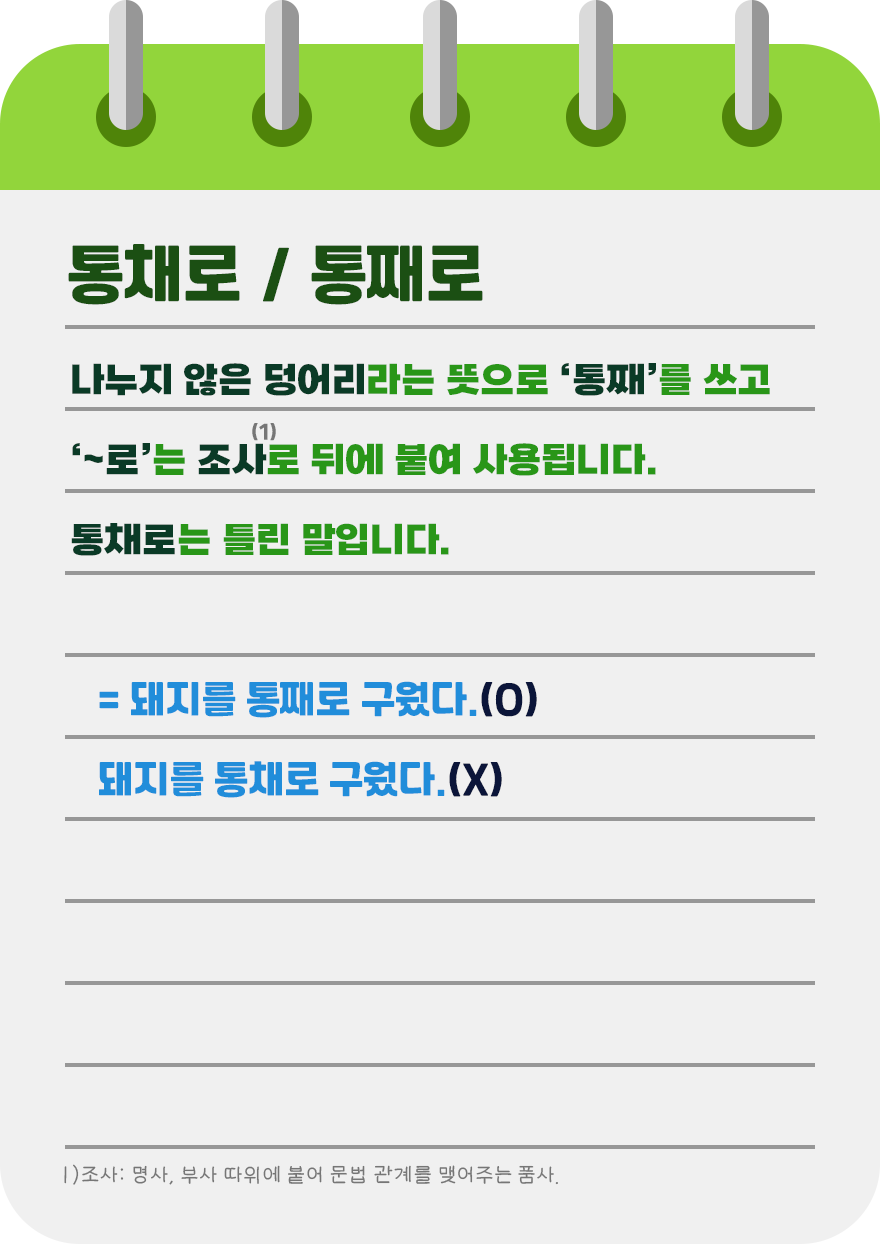 통채로 / 통째로
나누지 않은 덩어리라는 뜻으로 ‘통째’를 쓰고
(1)
‘~로’는 조사로 뒤에 붙여 사용됩니다.
통채로는 틀린 말입니다.
= 돼지를 통째로 구웠다.(O)
돼지를 통채로 구웠다.(X)
1)조사: 명사, 부사 따위에 붙어 문법 관계를 맺어주는 품사.